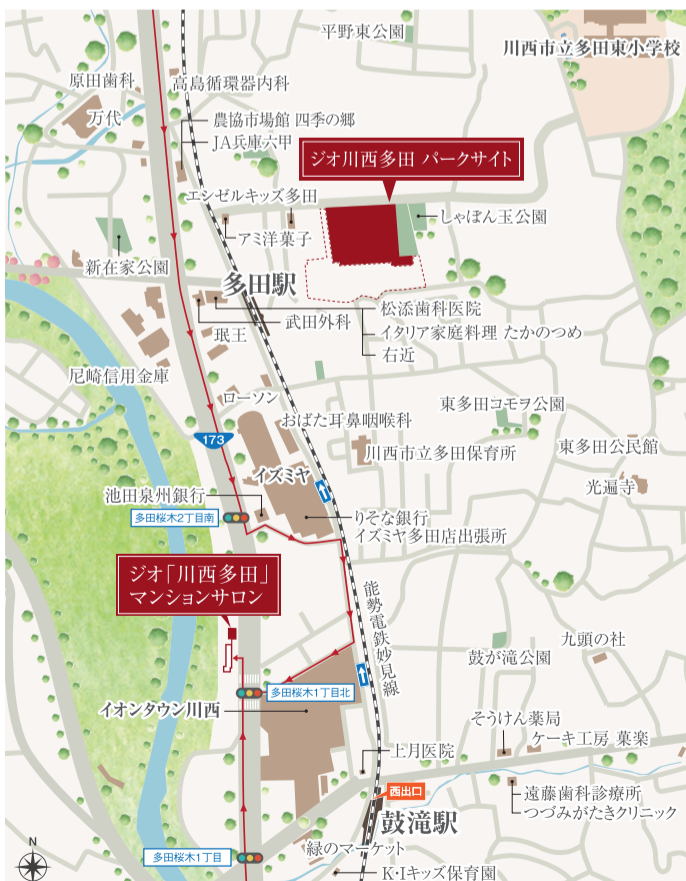 平野東公園
川西市立多田東小学校
原田歯科
高島循環器内科
万代
農協市場館 四季の郷
JA兵庫六甲
ジオ川西多田 パークサイト
エンゼルキッズ多田
しゃぼん玉公園
アミ洋菓子
新在家公園
多田駅
松添歯科医院
武田外科
イタリア家庭料理 たかのつめ
珉王
右近
尼崎信用金庫
ローソン
東多田コモヲ公園
おばた耳鼻咽喉科
173
川西市立多田保育所
東多田公民館
イズミヤ
光遍寺
池田泉州銀行
りそな銀行
イズミヤ多田店出張所
多田桜木2丁目南
ジオ「川西多田」
マンションサロン
能勢電鉄妙見線
九頭の社
鼓が滝公園
多田桜木1丁目北
イオンタウン川西
そうけん薬局
ケーキ工房 菓楽
上月医院
西出口
遠藤歯科診療所
つづみがたきクリニック
鼓滝駅
緑のマーケット
多田桜木1丁目
K・Iキッズ保育園
N